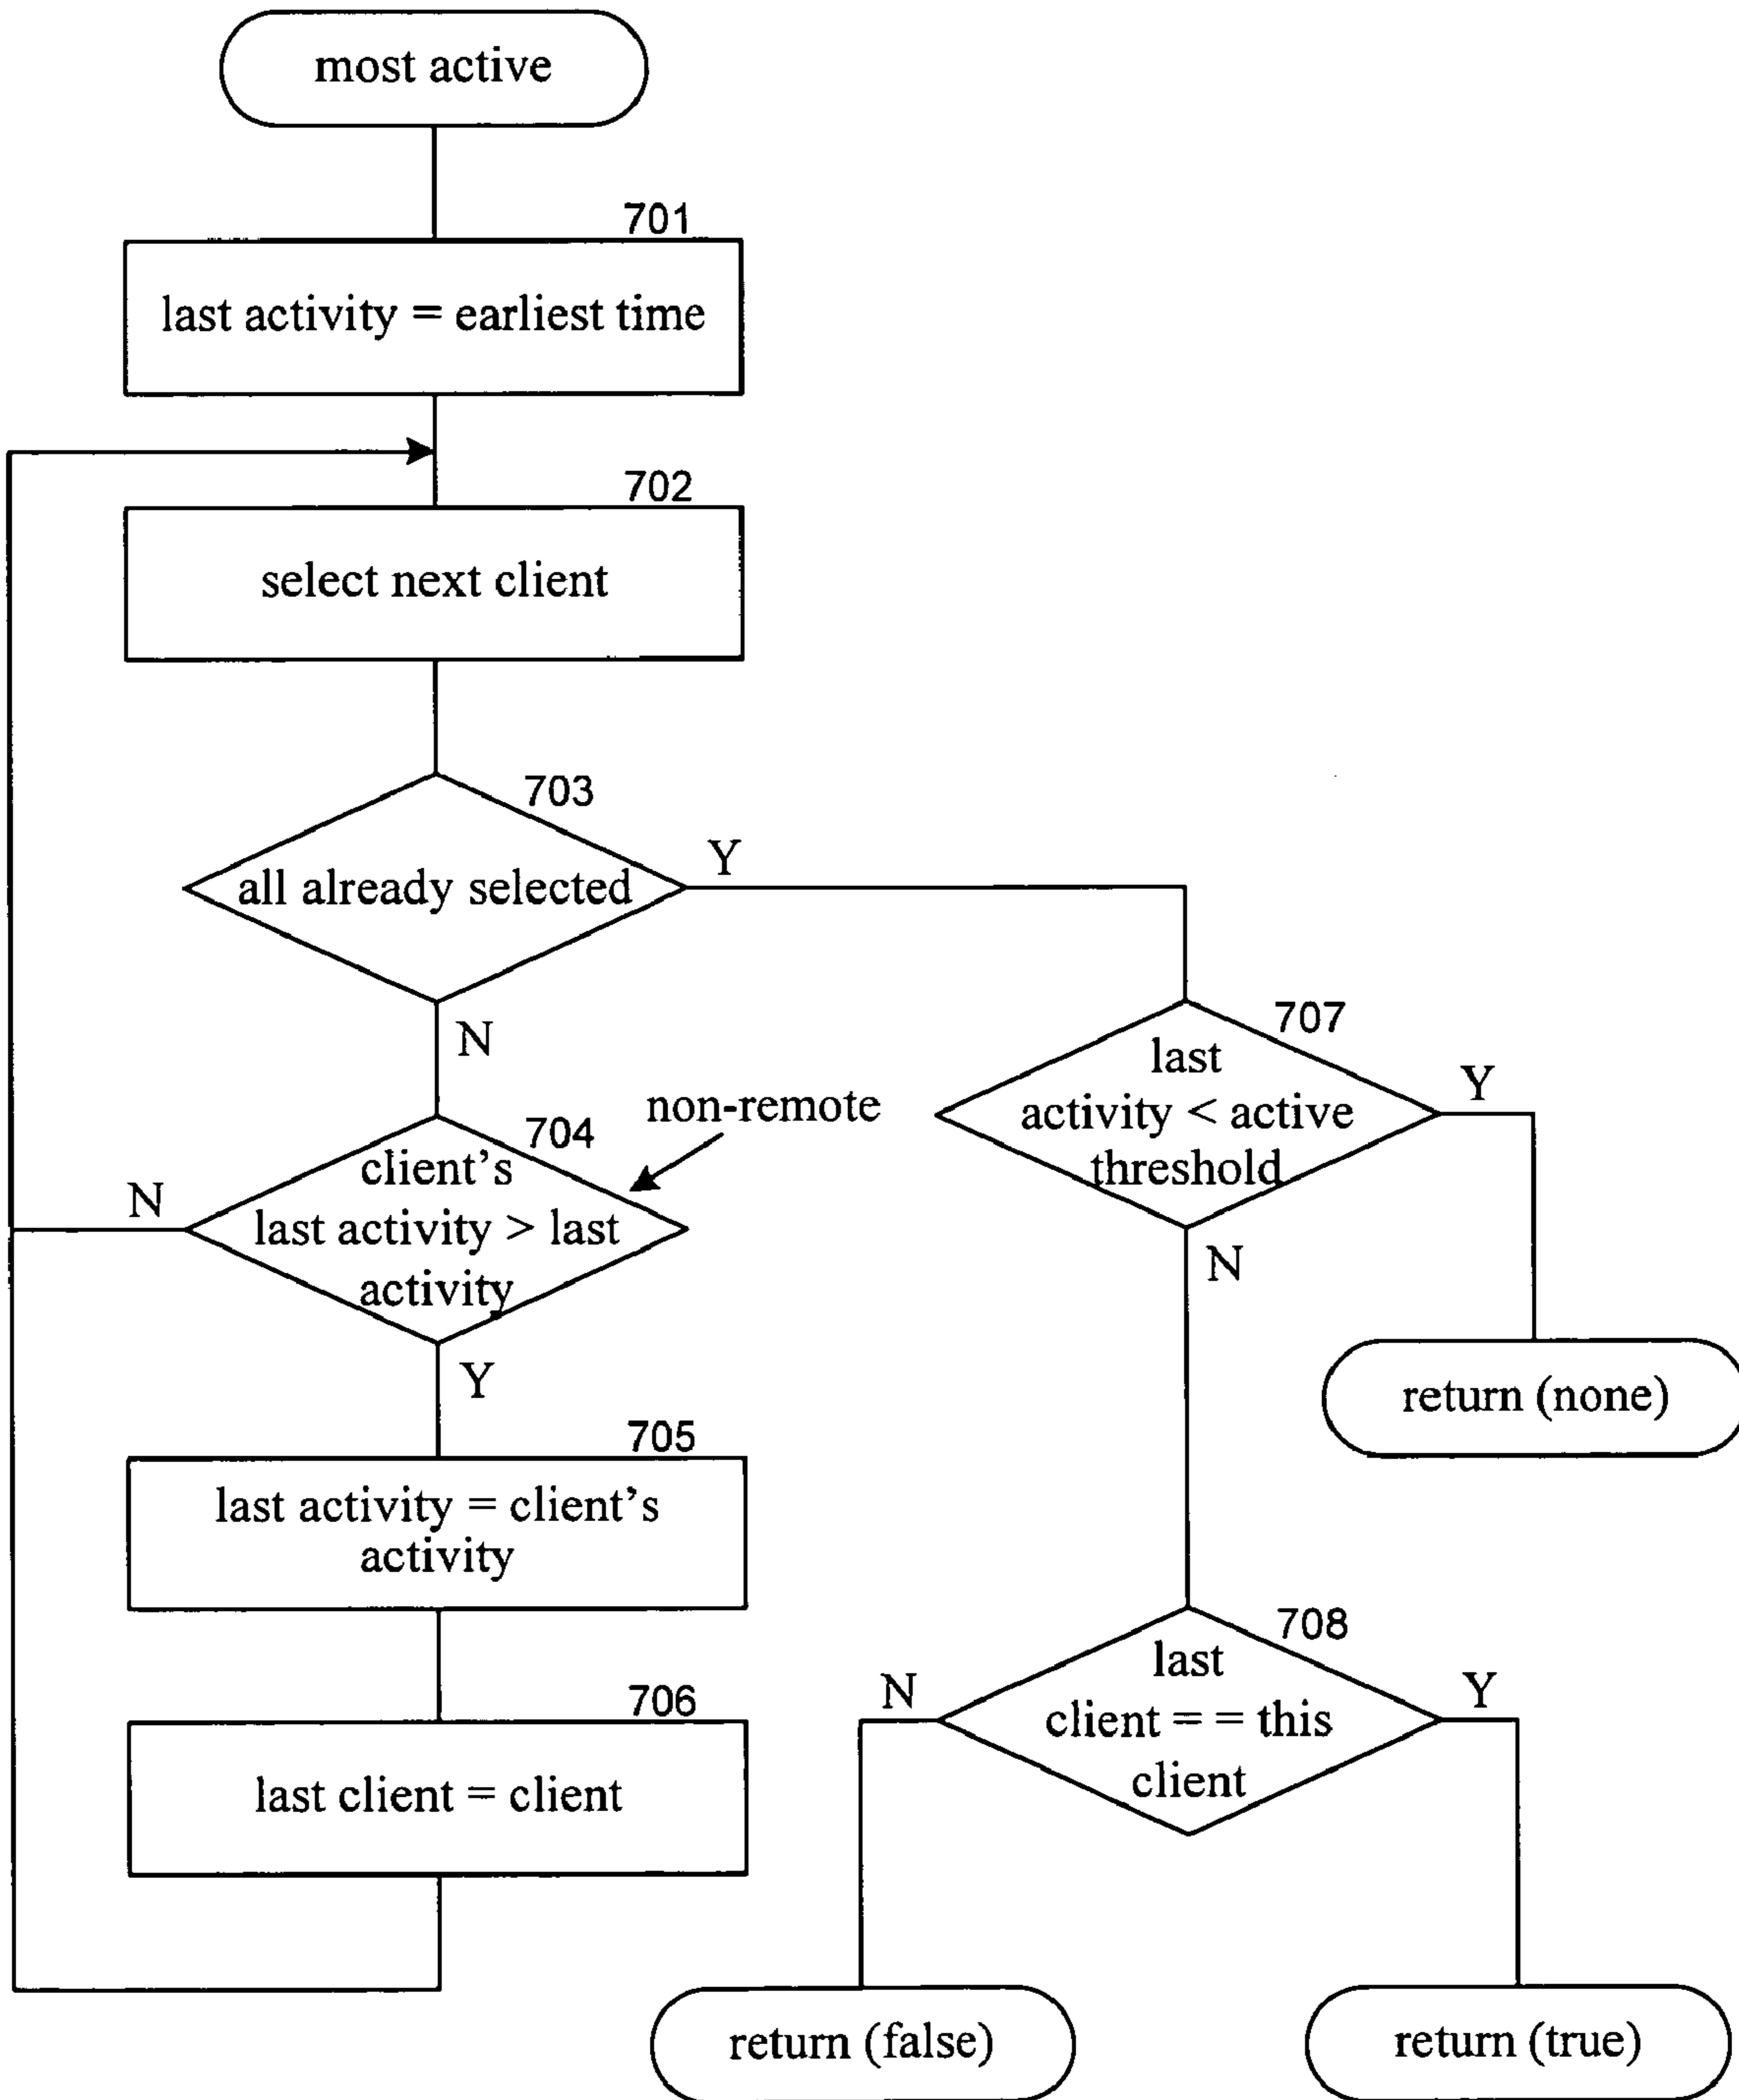 most active
701
last activity = earliest time
702
select next client
703
all already selected
Y
N
704
non-remote
client's
last activity > last
activity
N
Y
705
last activity = client’s
activity
706
last client = client
707
last
activity < active
threshold
Y
N
return (none)
708
last
client = = this
client
N
Y
return (false)
return (true)